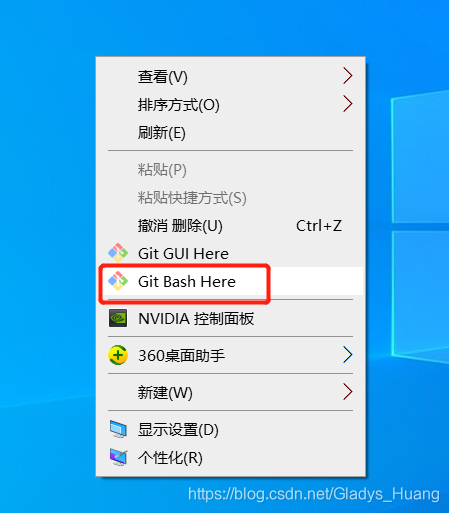 查看(V)
排序方式(O)
刷新(E)
粘贴(P)
粘贴快捷方式(S)
撤消 删除(U) Ctrl+Z
Git GUI Here
Git Bash Here
NVIDIA 控制面板
360桌面助手
新建(W)
显示设置(D)
个性化(R)
https://blog.csdn.net/Gladys_Huang